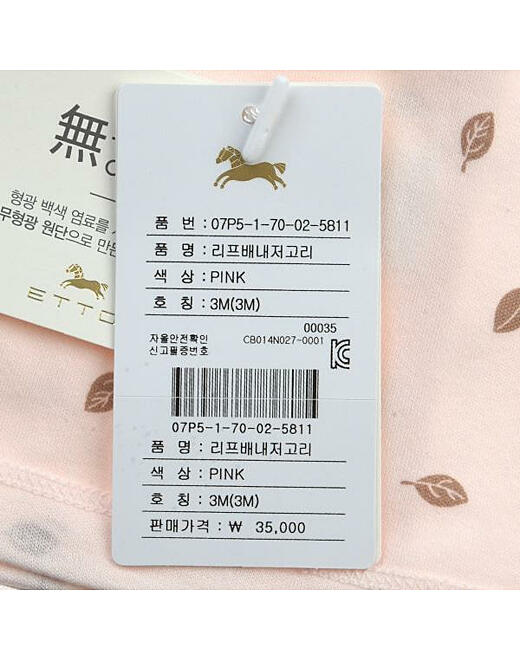 無
형광 백색 염료를
무형광 원단으로 만든
ETTO
품 번 : 07P5-1-70-02-5811
품 명 : 리프배내저고리
색 상 : PINK
호 칭 : 3M(3M)
00035
자율안전확인
신고필증번호
CB014N027-0001
07P5-1-70-02-5811
품 명 : 리프배내저고리
색 상 : PINK
호 칭 : 3M(3M)
판매가격 : ₩ 35,000